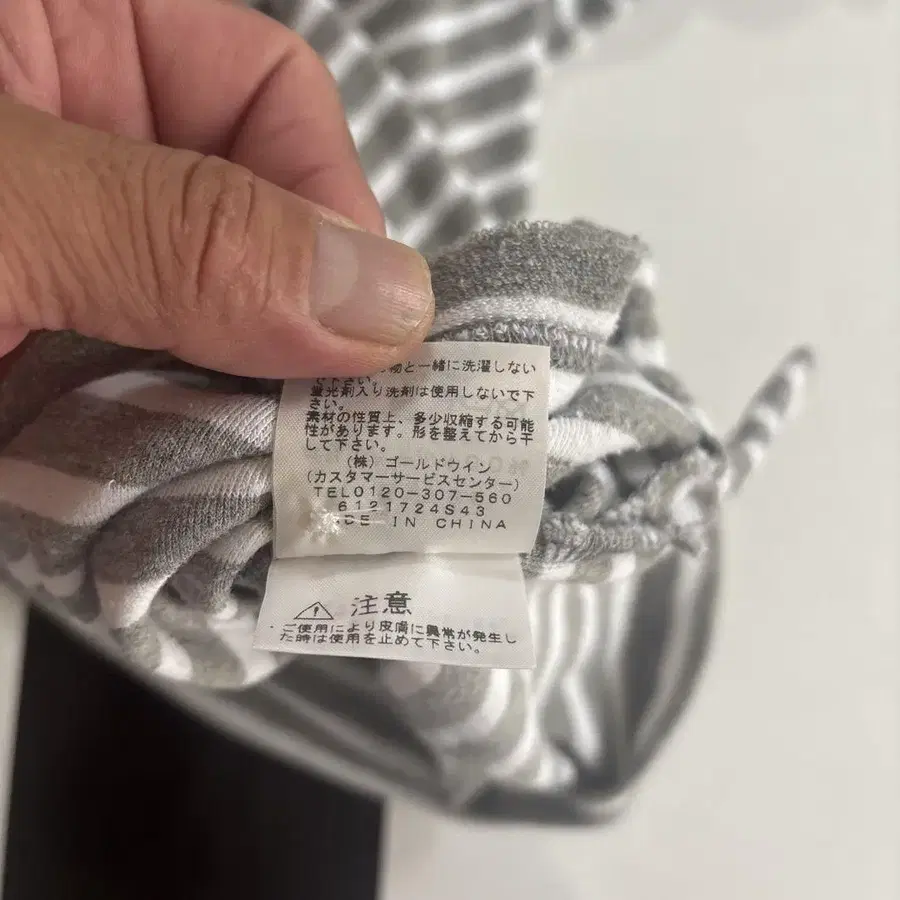 物と一緒に洗濯しない
で下さい。
蛍光剤入り洗剤は使用しないで下
さい。
素材の性質上、多少収縮する可能
性があります。形を整えてから干
して下さい。
(株) ゴールドウイン
(カスタマーサービスセンター)
TEL0120-307-560
6121724S43
DE IN CHINA
注意
ご使用により皮膚に異常が発生し
た時は使用を止めて下さい。